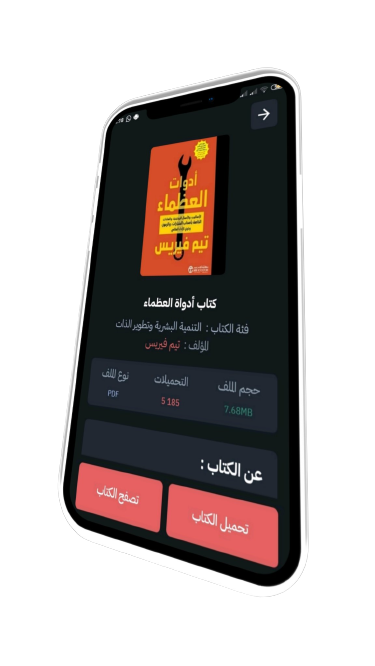 أدوات
العظماء
تيم فيريس
كتاب أدواة العظماء
فئة الكتاب : التنمية البشرية وتطوير الذات
المؤلف : تيم فيريس
حجم الملف التحميلات نوع الملف
7.68MB 5 185 PDF
عن الكتاب :
تحميل الكتاب تصفح الكتاب